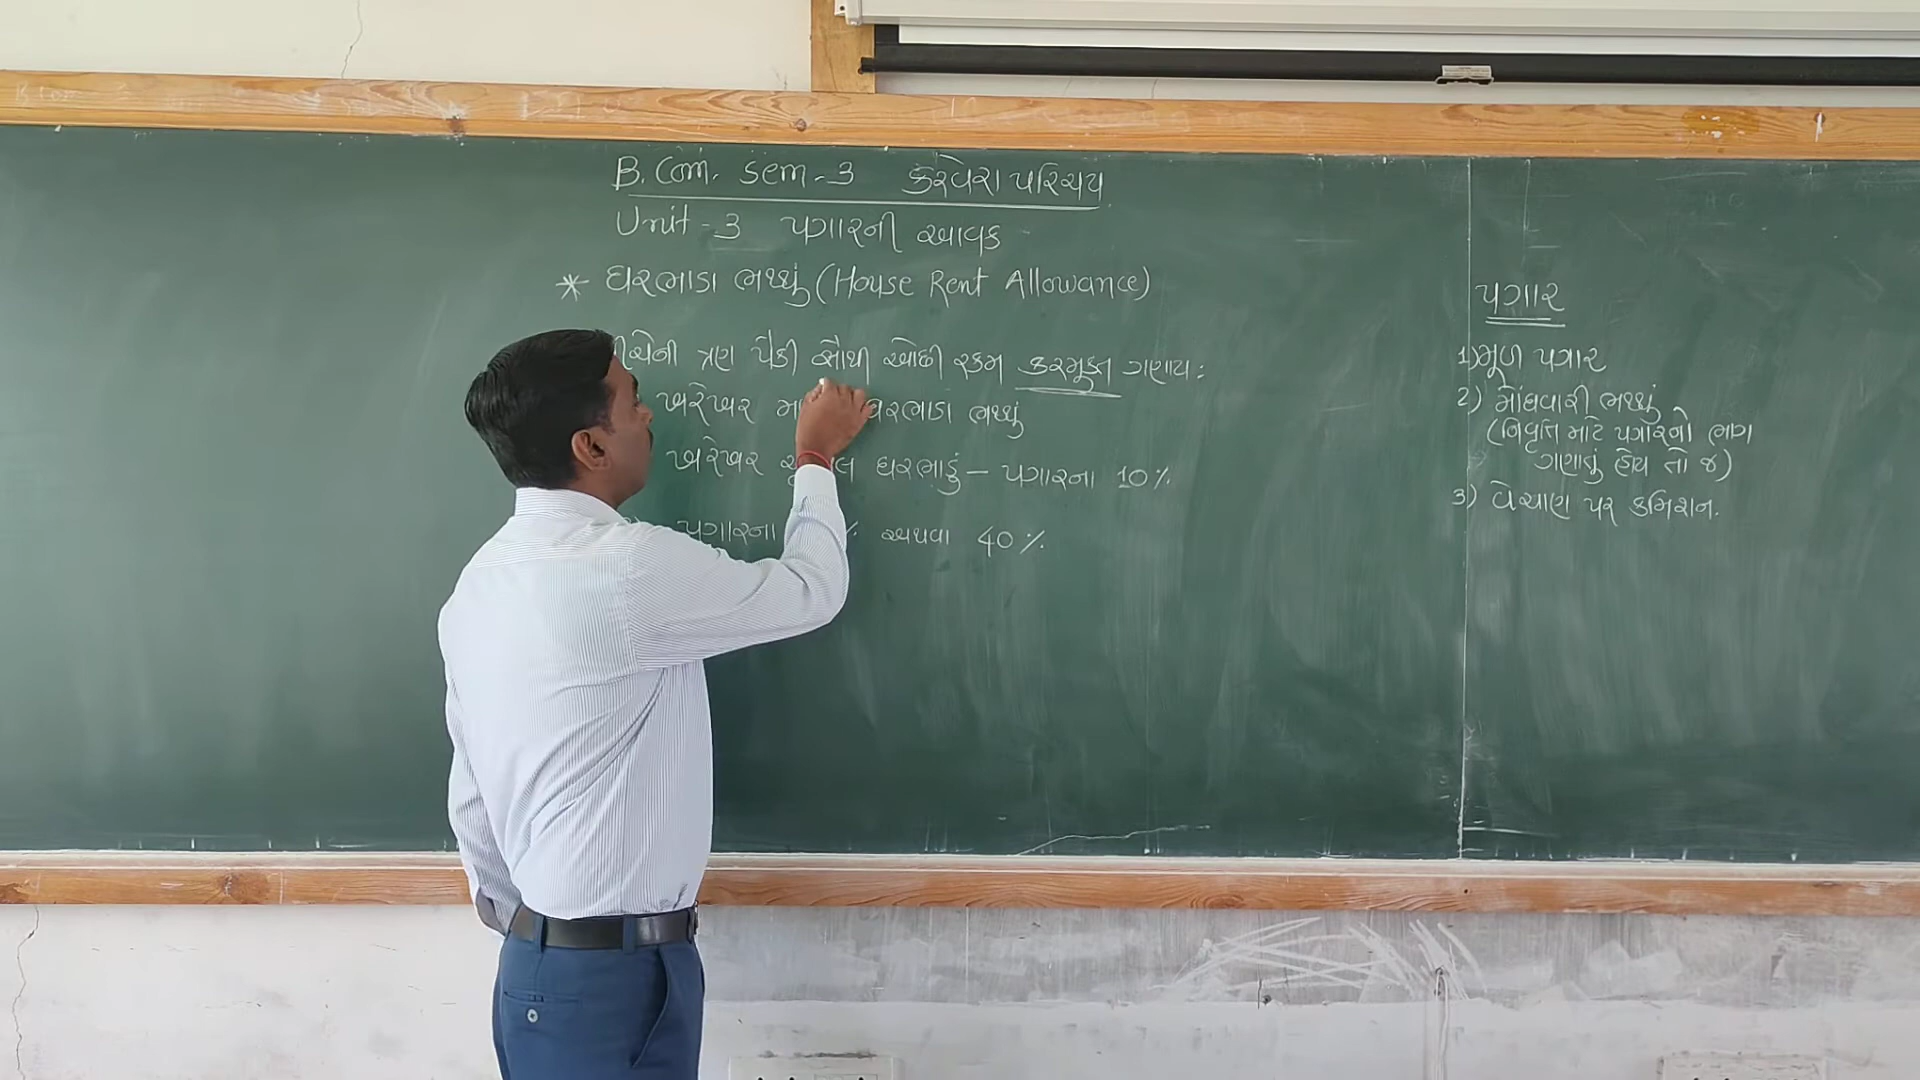 B. Com. Sem-3 કરવેરા પરિચય
Unit-3 પગારની આવક
* ઘરભાડા ભથ્થું (House Rent Allowance)
ત્રણ પૈકી સૌથી ઓછી રકમ કરમુક્ત ગણાય:
ખરેખર ઘરભાડા ભથ્થું
ખરેખર ઘરભાડું - પગારના 10%
પગારના % અથવા 40%
પગાર
1) મૂળ પગાર
2) મોંઘવારી ભથ્થું
(નિવૃત્તિ માટે પગારનો ભાગ
ગણાતું હોય તો જ)
3) વેચાણ પર કમિશન.